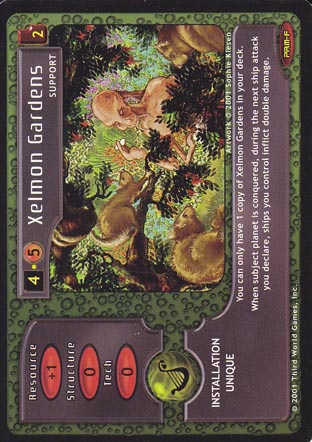 4 • 5
Xelmon Gardens
SUPPORT
2
Resource
+1
Structure
0
Tech
0
Artwork © 2001 Sophie Klesen
INSTALLATION
UNIQUE
You can only have 1 copy of Xelmon Gardens in your deck.
When subject planet is conquered, during the next ship attack
you declare, ships you control inflict double damage.
© 2001 Third World Games, Inc.